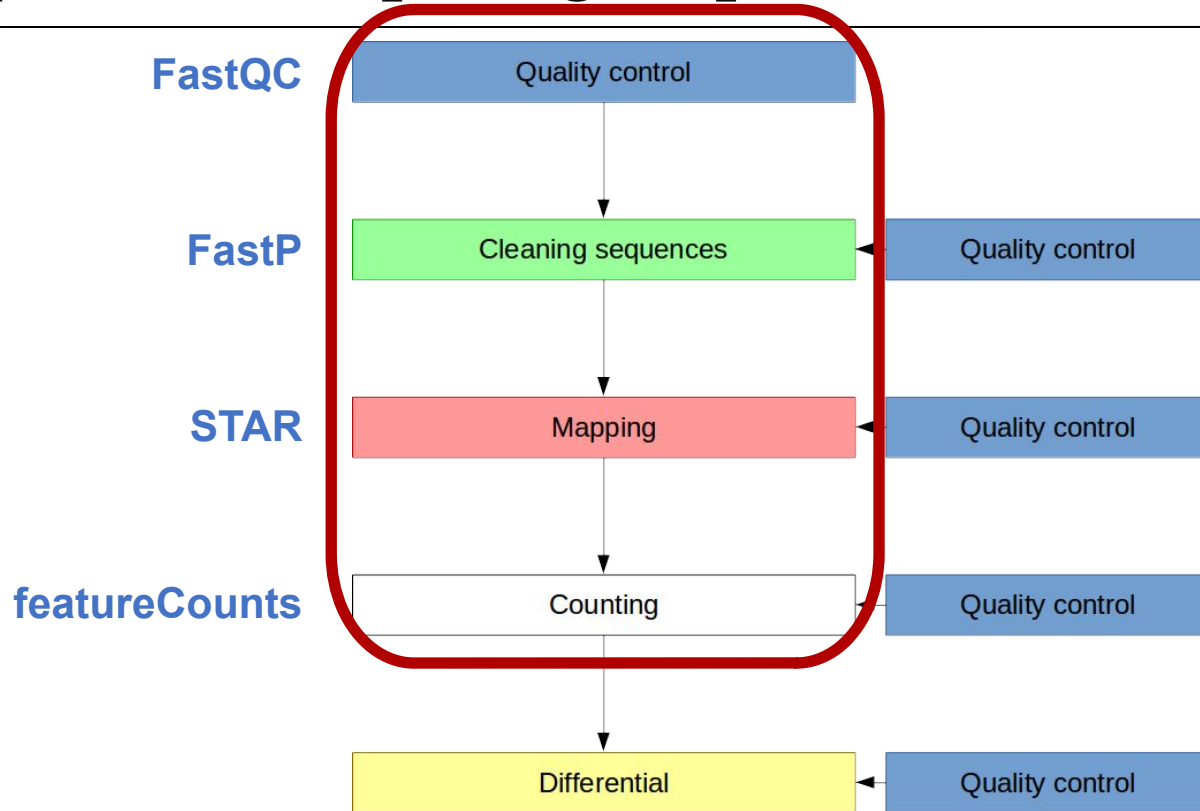 FastQC
Quality control
FastP
Cleaning sequences
Quality control
STAR
Mapping
Quality control
featureCounts
Counting
Quality control
Differential
Quality control